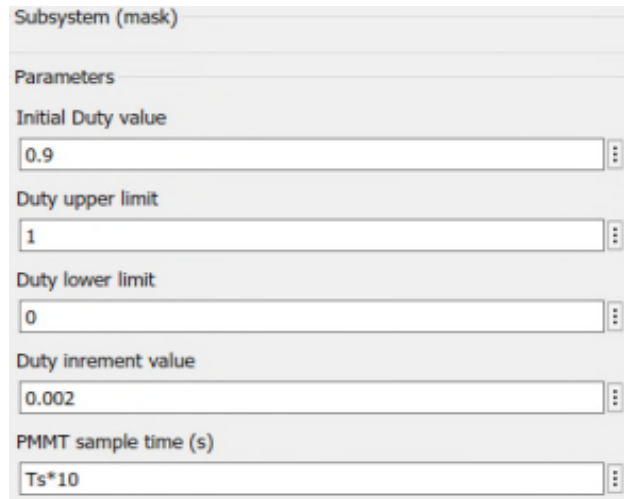 Subsystem (mask)
Parameters
Initial Duty value
0.9
Duty upper limit
1
Duty lower limit
0
Duty inrement value
0.002
PMMT sample time (s)
Ts*10